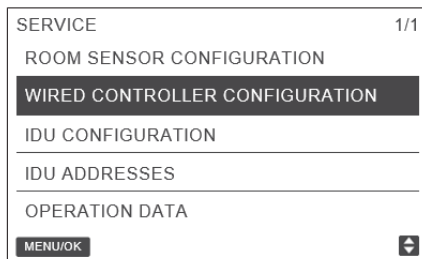 SERVICE 1/1
ROOM SENSOR CONFIGURATION
WIRED CONTROLLER CONFIGURATION
IDU CONFIGURATION
IDU ADDRESSES
OPERATION DATA
MENU/OK